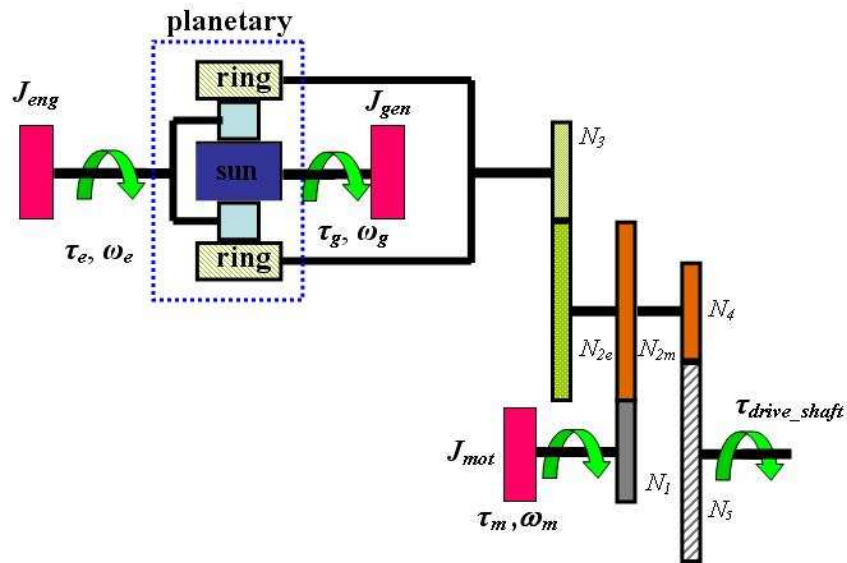 planetary
ring
J_eng
J_gen
N_3
sun
τ_e, ω_e
τ_g, ω_g
ring
N_4
N_2e
N_2m
τ_drive_shaft
J_mot
N_1
τ_m ,ω_m
N_5